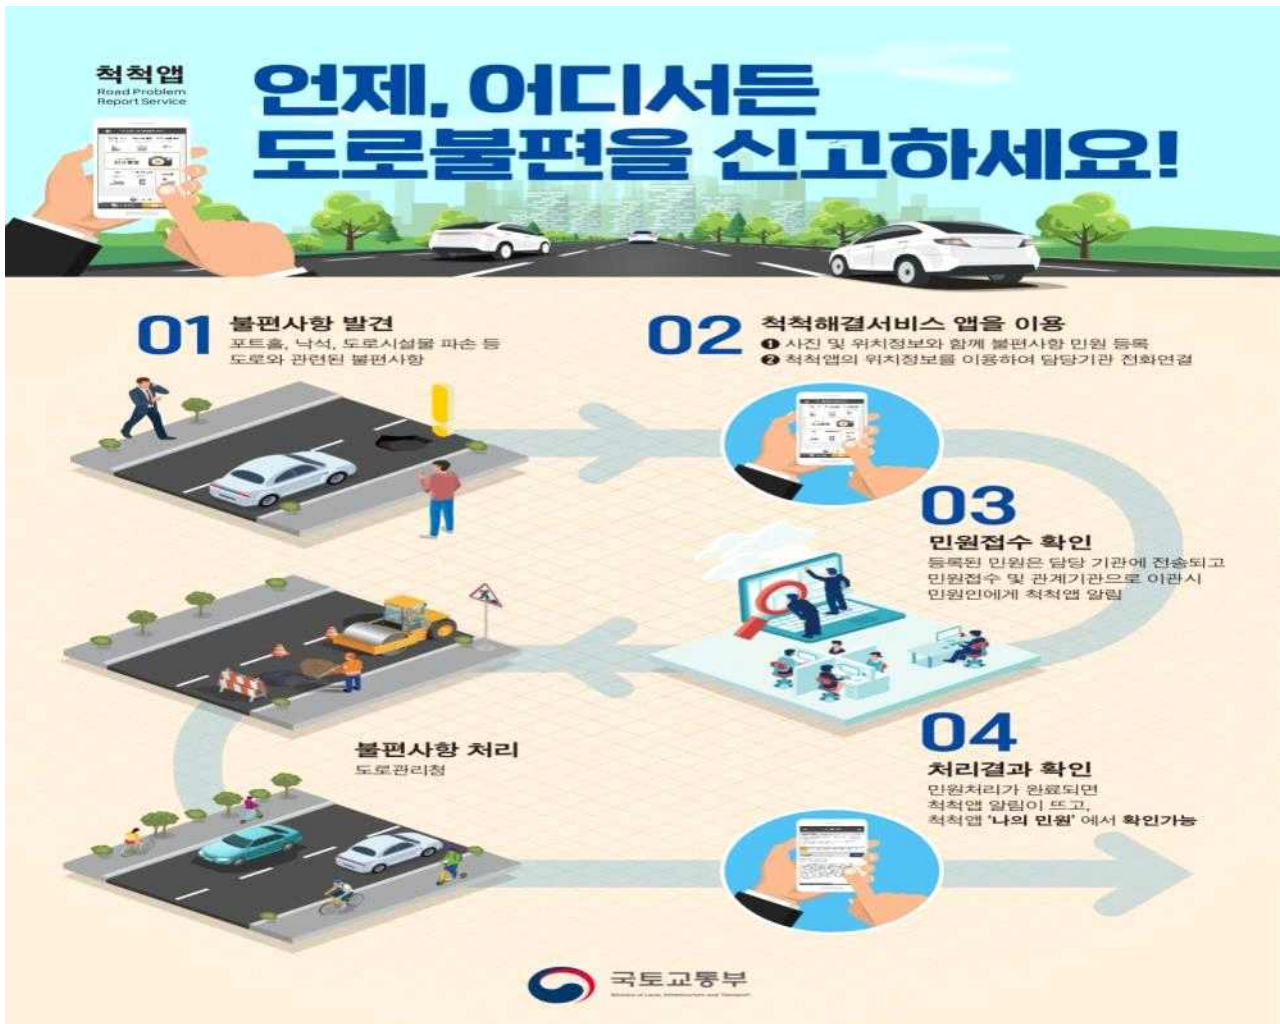 척척앱
Road Problem
Report Service
언제, 어디서든
도로불편을 신고하세요!
01 불편사항 발견
포트홀, 낙석, 도로시설물 파손 등
도로와 관련된 불편사항
02 척척해결서비스 앱을 이용
❶ 사진 및 위치정보와 함께 불편사항 민원 등록
❷ 척척앱의 위치정보를 이용하여 담당기관 전화연결
03
민원접수 확인
등록된 민원은 담당 기관에 전송되고
민원접수 및 관계기관으로 이관시
민원인에게 척척앱 알림
불편사항 처리
도로관리청
04
처리결과 확인
민원처리가 완료되면
척척앱 알림이 뜨고,
척척앱 '나의 민원' 에서 확인가능
국토교통부
Ministry of Land, Infrastructure and Transport